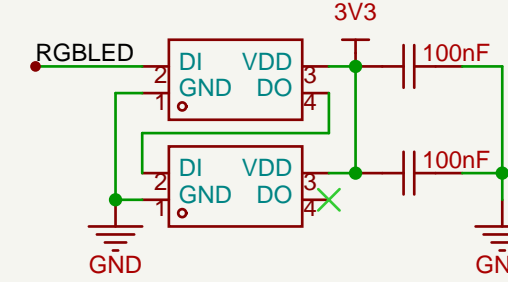 3V3
RGBLED
2 DI VDD 3 100nF
1 GND DO 4
2 DI VDD 3 100nF
1 GND DO 4
GND
GN